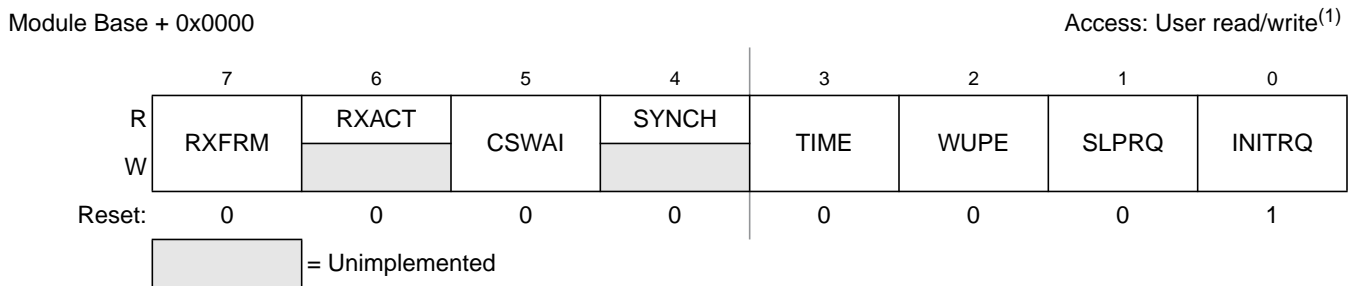 Module Base + 0x0000 Access: User read/write(1)
7 6 5 4 3 2 1 0
R RXFRM RXACT CSWAI SYNCH TIME WUPE SLPRQ INITRQ
W
Reset: 0 0 0 0 0 0 0 1
= Unimplemented